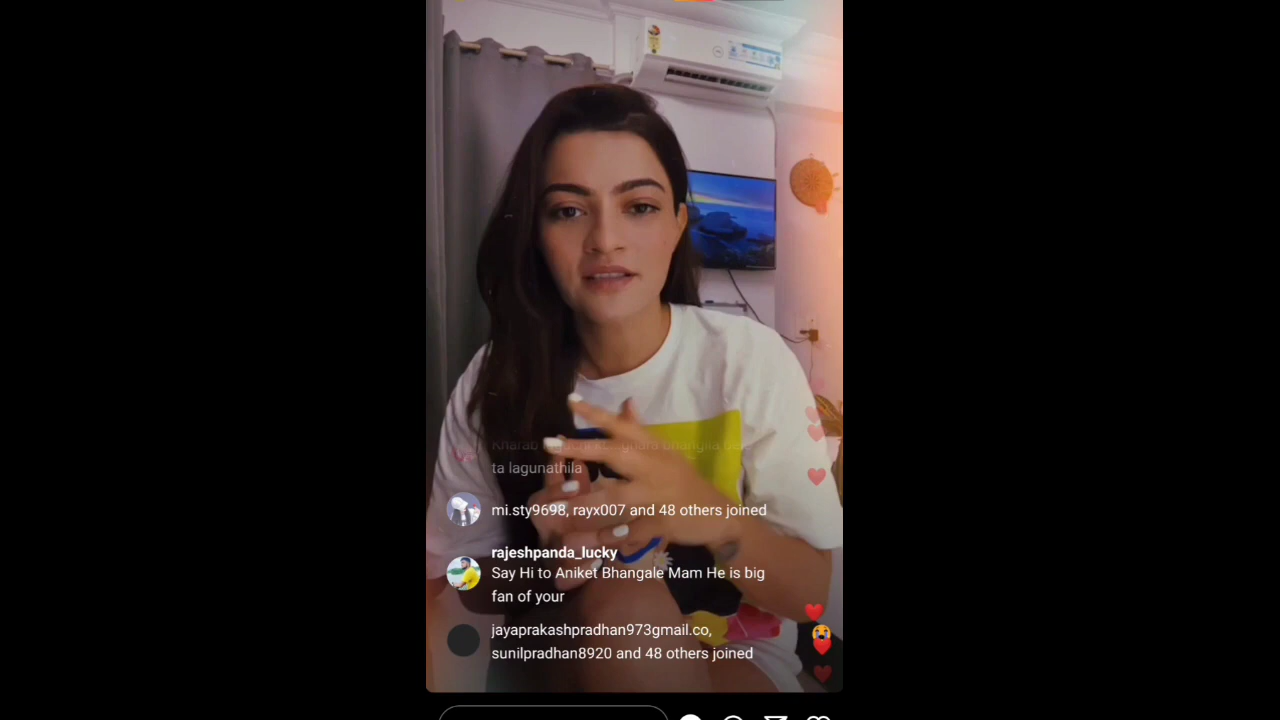 ta lagunathila
mi.sty9698, rayx007 and 48 others joined
rajeshpanda_lucky
Say Hi to Aniket Bhangale Mam He is big
fan of your
jayaprakashpradhan973gmail.co,
sunilpradhan8920 and 48 others joined